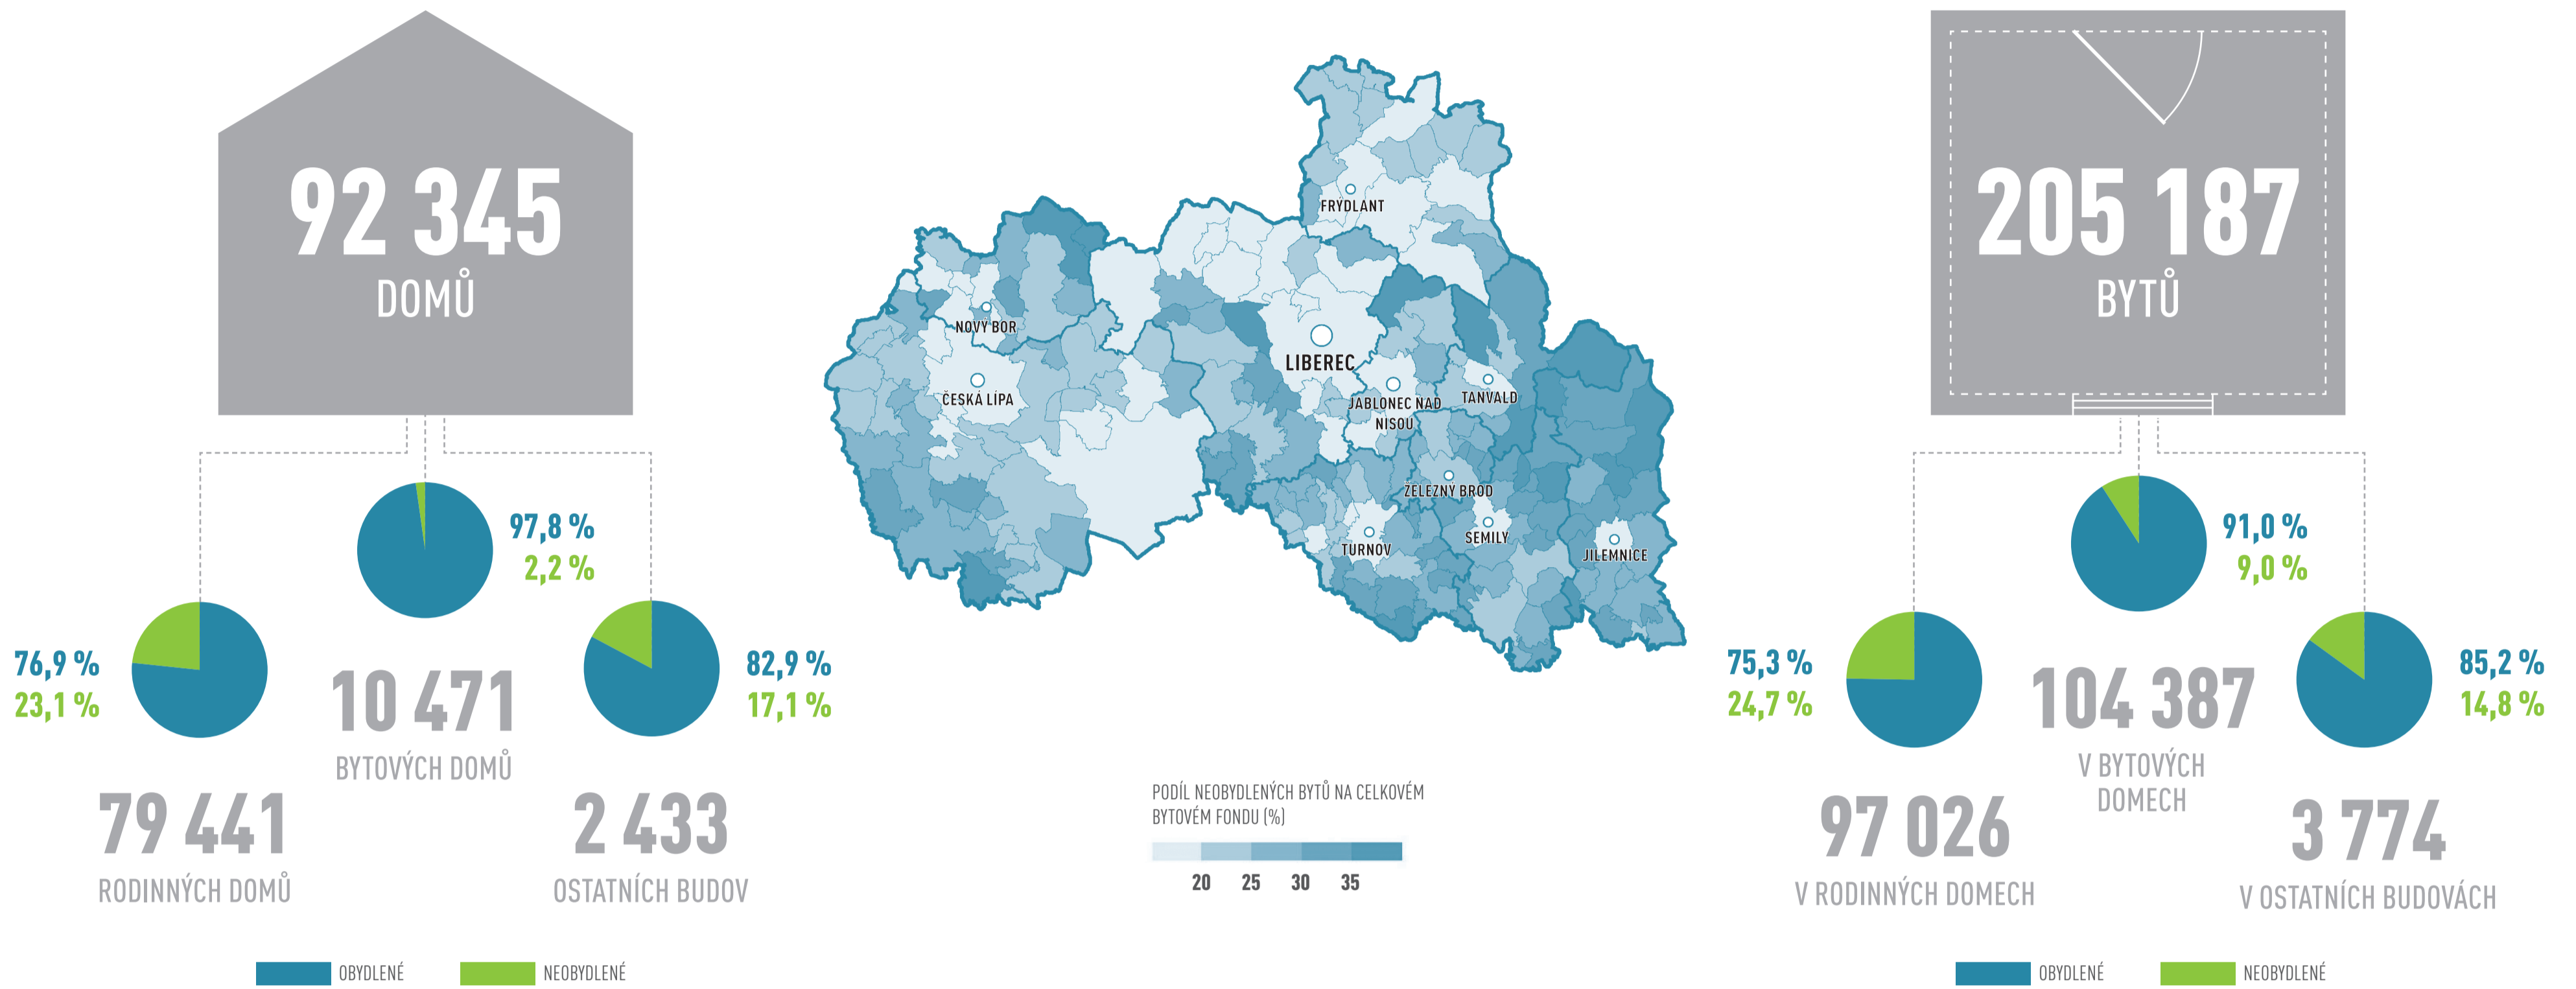 92 345
DOMŮ
97,8 %
2,2 %
76,9 %
23,1 %
82,9 %
17,1 %
10 471
BYTOVÝCH DOMŮ
79 441
RODINNÝCH DOMŮ
2 433
OSTATNÍCH BUDOV
OBYDLENÉ
NEOBYDLENÉ
FRÝDLANT
NOVÝ BOR
LIBEREC
ČESKÁ LÍPA
JABLONEC NAD
NISOU
TANVALD
ŽELEZNÝ BROD
TURNOV
SEMILY
JILEMNICE
PODÍL NEOBYDLENÝCH BYTŮ NA CELKOVÉM
BYTOVÉM FONDU (%)
20 25 30 35
205 187
BYTŮ
91,0 %
9,0 %
75,3 %
24,7 %
85,2 %
14,8 %
104 387
V BYTOVÝCH
DOMECH
97 026
V RODINNÝCH DOMECH
3 774
V OSTATNÍCH BUDOVÁCH
OBYDLENÉ
NEOBYDLENÉ